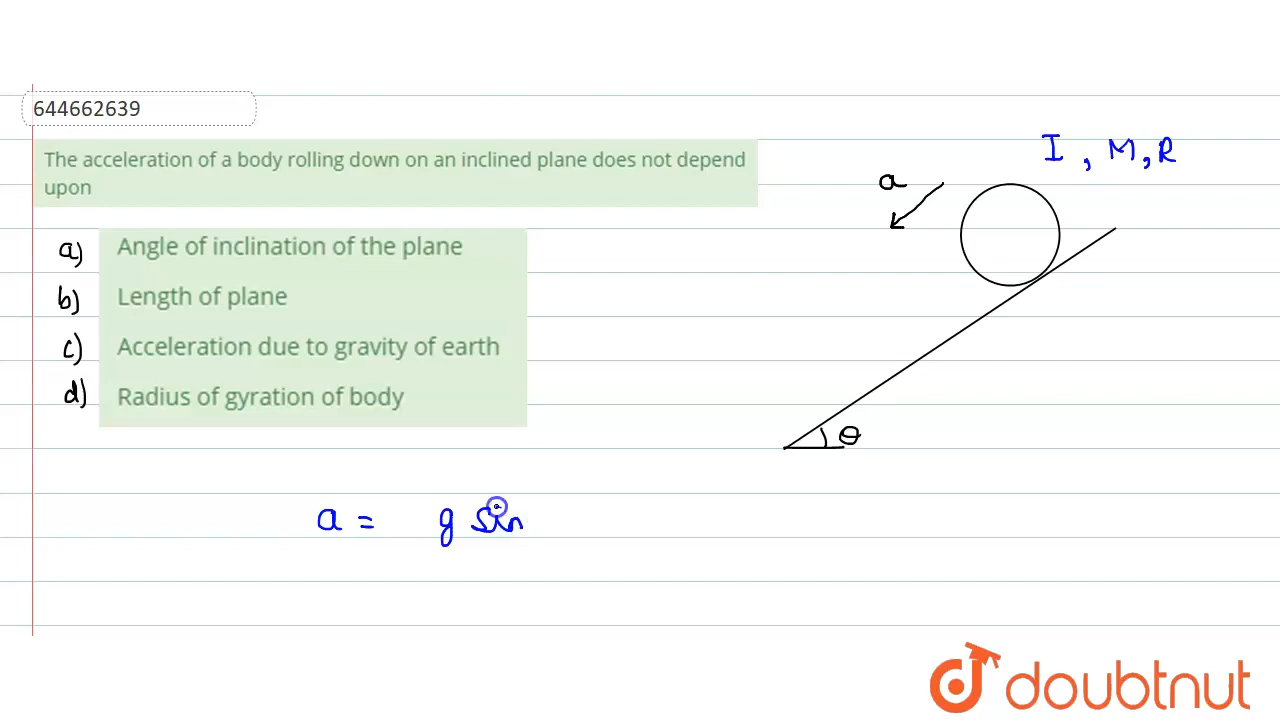 644662639
The acceleration of a body rolling down on an inclined plane does not depend
upon
I , M, R
a
a) Angle of inclination of the plane
b) Length of plane
c) Acceleration due to gravity of earth
d) Radius of gyration of body
θ
a = g sin
doubtnut